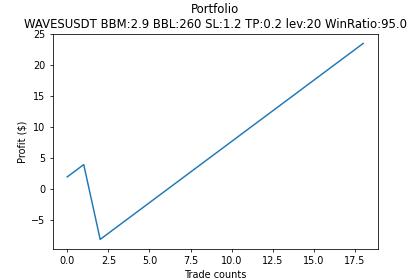 Portfolio
WAVESUSDT BBM:2.9 BBL:260 SL:1.2 TP:0.2 lev:20 WinRatio:95.0
25
20
15
10
5
0
−5
Profit ($)
0.0 2.5 5.0 7.5 10.0 12.5 15.0 17.5
Trade counts